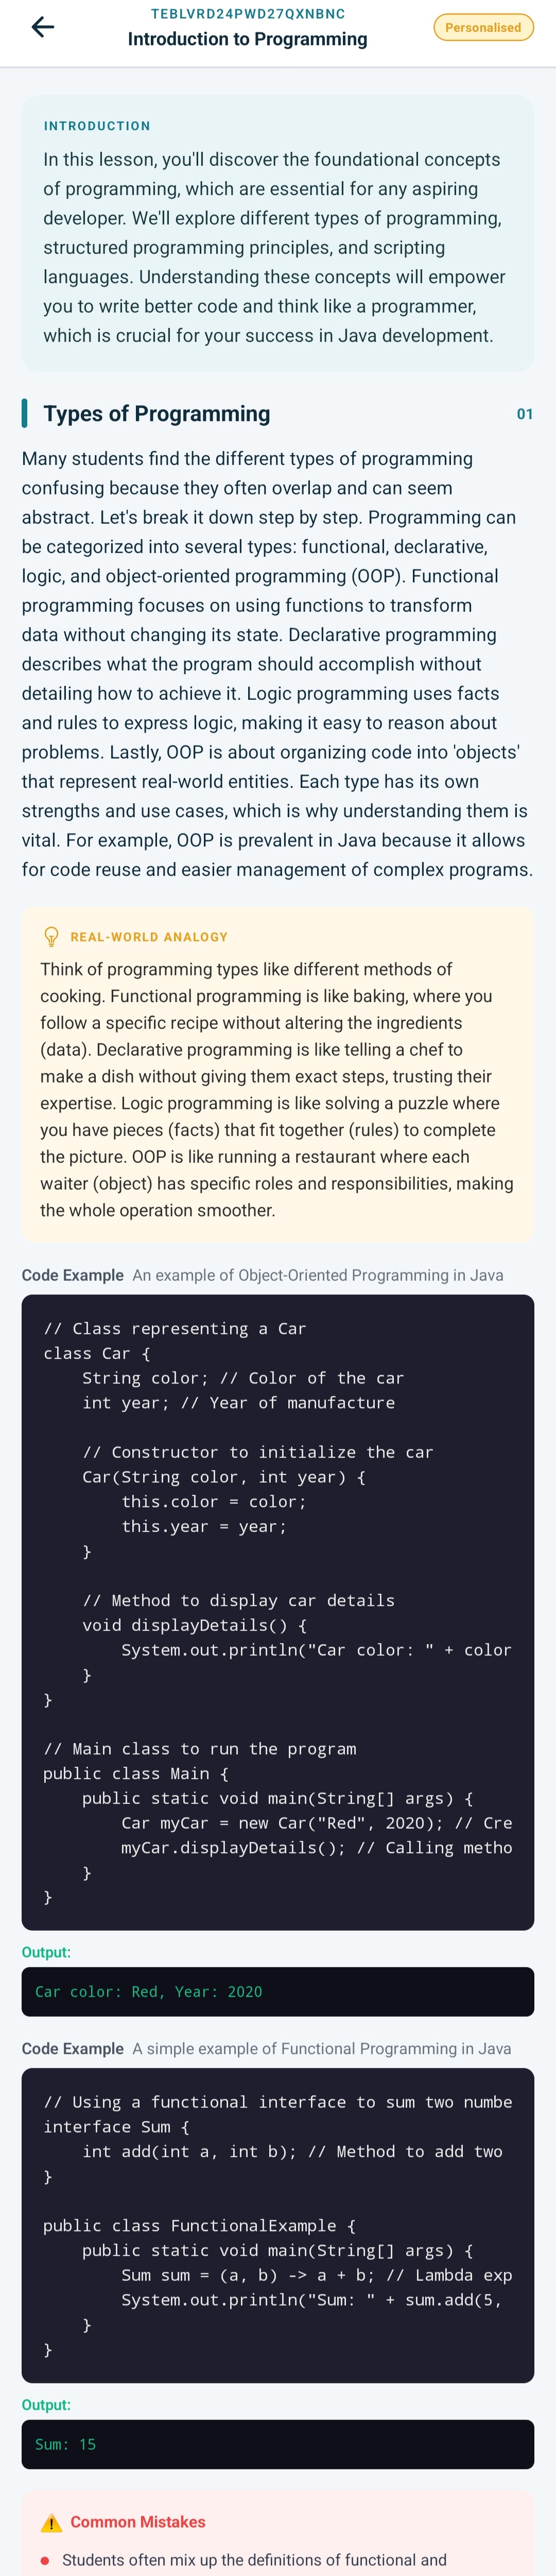 TEBLVRD24PWD27QXNBNC
Introduction to Programming
Personalised
INTRODUCTION
In this lesson, you'll discover the foundational concepts
of programming, which are essential for any aspiring
developer. We'll explore different types of programming,
structured programming principles, and scripting
languages. Understanding these concepts will empower
you to write better code and think like a programmer,
which is crucial for your success in Java development.
Types of Programming
01
Many students find the different types of programming
confusing because they often overlap and can seem
abstract. Let's break it down step by step. Programming can
be categorized into several types: functional, declarative,
logic, and object-oriented programming (OOP). Functional
programming focuses on using functions to transform
data without changing its state. Declarative programming
describes what the program should accomplish without
detailing how to achieve it. Logic programming uses facts
and rules to express logic, making it easy to reason about
problems. Lastly, OOP is about organizing code into 'objects'
that represent real-world entities. Each type has its own
strengths and use cases, which is why understanding them is
vital. For example, OOP is prevalent in Java because it allows
for code reuse and easier management of complex programs.
REAL-WORLD ANALOGY
Think of programming types like different methods of
cooking. Functional programming is like baking, where you
follow a specific recipe without altering the ingredients
(data). Declarative programming is like telling a chef to
make a dish without giving them exact steps, trusting their
expertise. Logic programming is like solving a puzzle where
you have pieces (facts) that fit together (rules) to complete
the picture. OOP is like running a restaurant where each
waiter (object) has specific roles and responsibilities, making
the whole operation smoother.
Code Example An example of Object-Oriented Programming in Java
// Class representing a Car
class Car {
    String color; // Color of the car
    int year; // Year of manufacture
    // Constructor to initialize the car
    Car(String color, int year) {
        this.color = color;
        this.year = year;
    }
    // Method to display car details
    void displayDetails() {
        System.out.println("Car color: " + color
    }
}
// Main class to run the program
public class Main {
    public static void main(String[] args) {
        Car myCar = new Car("Red", 2020); // Cre
        myCar.displayDetails(); // Calling metho
    }
}
Output:
Car color: Red, Year: 2020
Code Example A simple example of Functional Programming in Java
// Using a functional interface to sum two numbe
interface Sum {
    int add(int a, int b); // Method to add two
}
public class FunctionalExample {
    public static void main(String[] args) {
        Sum sum = (a, b) -> a + b; // Lambda exp
        System.out.println("Sum: " + sum.add(5,
    }
}
Output:
Sum: 15
Common Mistakes
Students often mix up the definitions of functional and